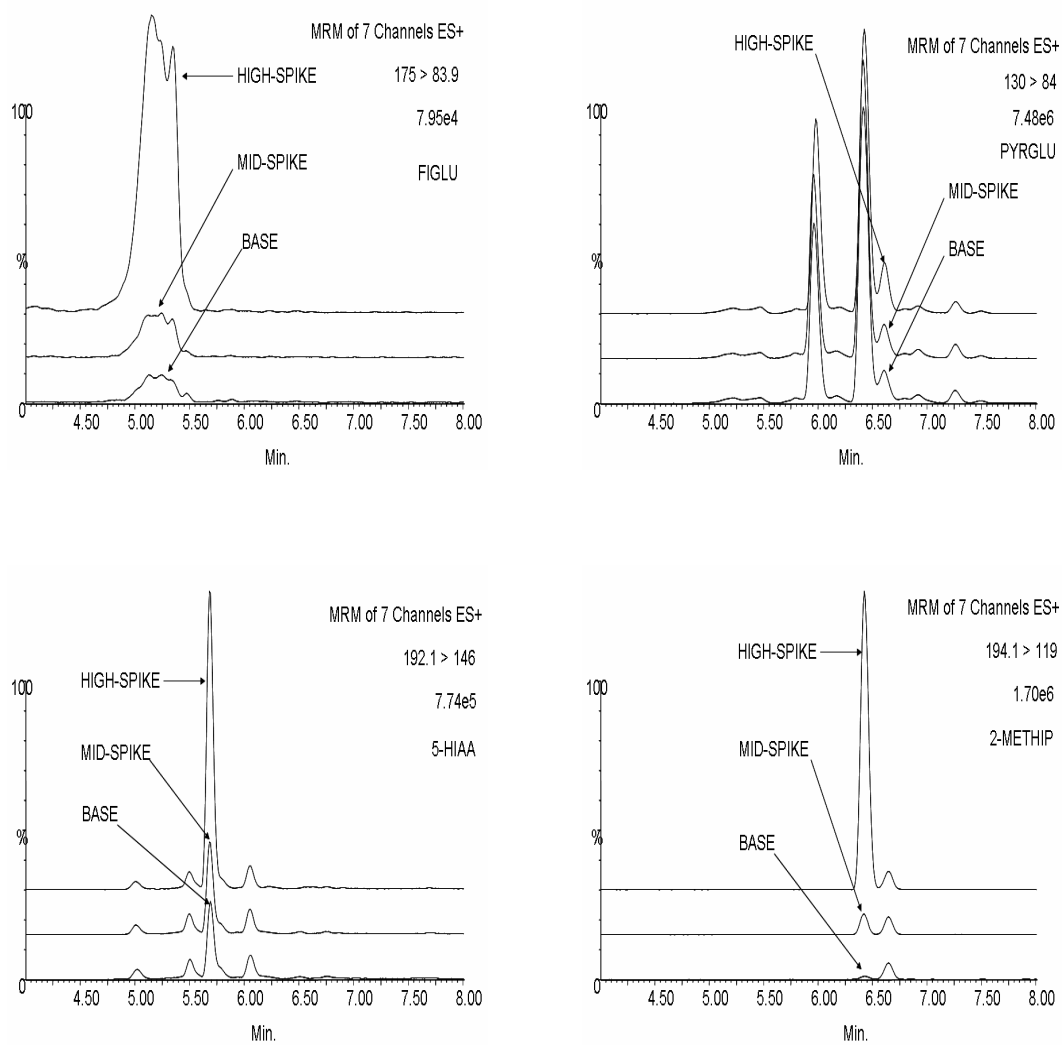 MRM of 7 Channels ES+
HIGH-SPIKE
175 > 83.9
100
7.95e4
MID-SPIKE
FIGLU
BASE
%
0
4.50 5.00 5.50 6.00 6.50 7.00 7.50 8.00
Min.
HIGH-SPIKE
MRM of 7 Channels ES+
130 > 84
100
7.48e6
PYRGLU
MID-SPIKE
BASE
%
0
4.50 5.00 5.50 6.00 6.50 7.00 7.50 8.00
Min.
MRM of 7 Channels ES+
192.1 > 146
HIGH-SPIKE
100
7.74e5
5-HIAA
MID-SPIKE
BASE
%
0
4.50 5.00 5.50 6.00 6.50 7.00 7.50 8.00
Min.
MRM of 7 Channels ES+
HIGH-SPIKE
194.1 > 119
100
1.70e6
2-METHIP
MID-SPIKE
BASE
%
0
4.50 5.00 5.50 6.00 6.50 7.00 7.50 8.00
Min.